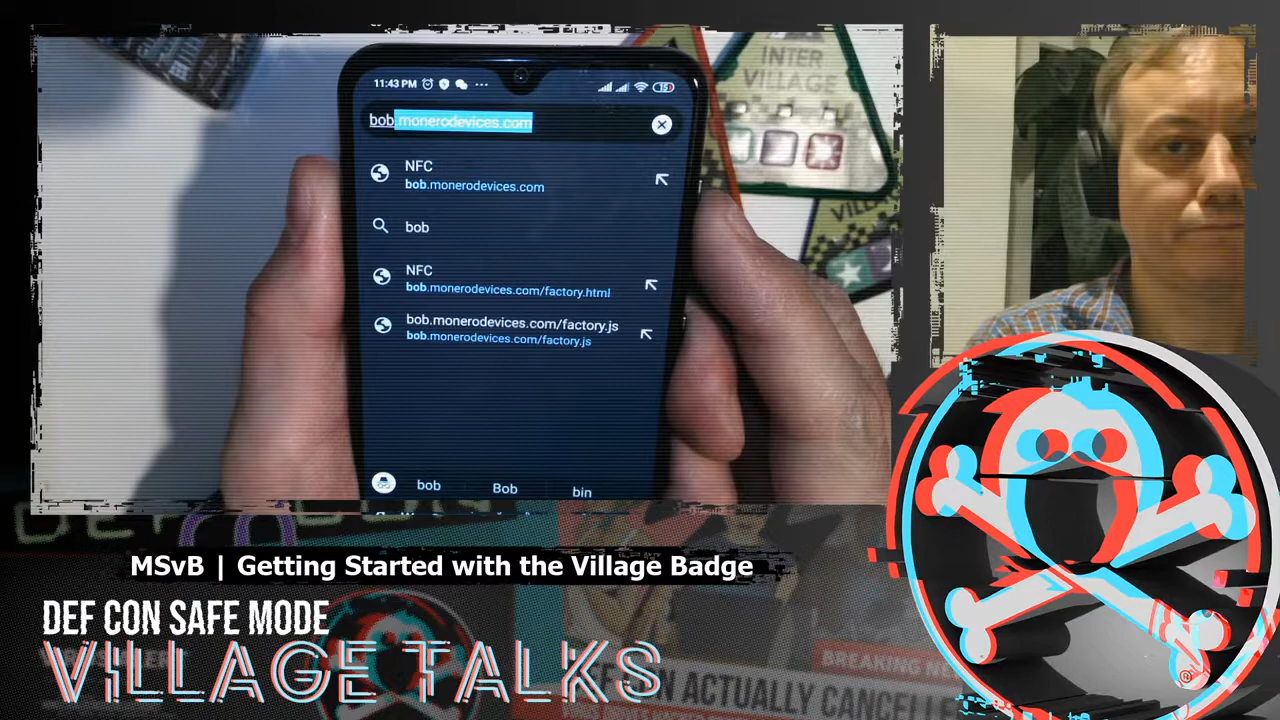 INTER
VILLAGE
11:43 PM
15
bob.monerodevices.com
NFC
bob.monerodevices.com
bob
NFC
bob.monerodevices.com/factory.html
bob.monerodevices.com/factory.js
bob.monerodevices.com/factory.js
bob Bob bin
MSvB | Getting Started with the Village Badge
DEF CON SAFE MODE
VILLAGE TALKS
BREAKING NE
ACTUALLY CANCELLE